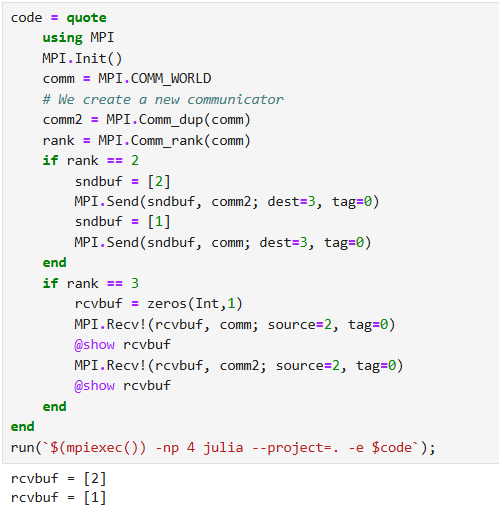 code = quote
    using MPI
    MPI.Init()
    comm = MPI.COMM_WORLD
    # We create a new communicator
    comm2 = MPI.Comm_dup(comm)
    rank = MPI.Comm_rank(comm)
    if rank == 2
        sndbuf = [2]
        MPI.Send(sndbuf, comm2; dest=3, tag=0)
        sndbuf = [1]
        MPI.Send(sndbuf, comm; dest=3, tag=0)
    end
    if rank == 3
        rcvbuf = zeros(Int,1)
        MPI.Recv!(rcvbuf, comm; source=2, tag=0)
        @show rcvbuf
        MPI.Recv!(rcvbuf, comm2; source=2, tag=0)
        @show rcvbuf
    end
end
run(`$(mpiexec()) -np 4 julia --project=. -e $code`);
rcvbuf = [2]
rcvbuf = [1]